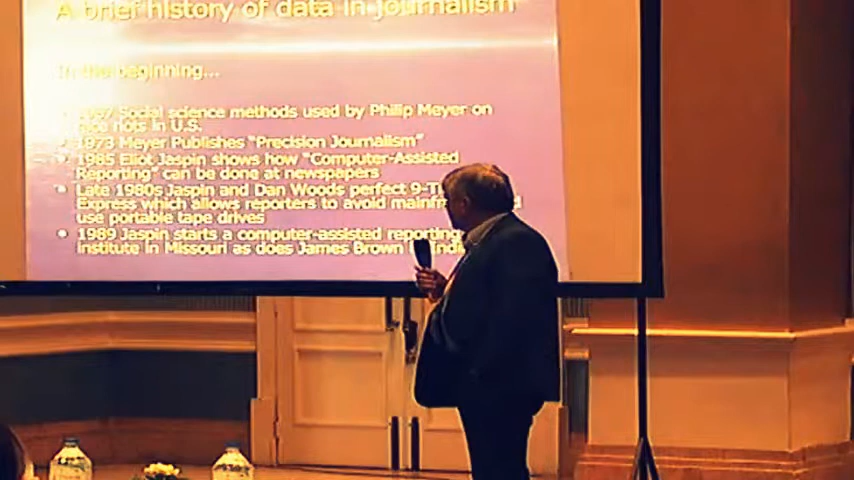 A brief history of data in journalism
In the beginning...
Social science methods used by Philip Meyer on
race riots in U.S.
1973 Meyer Publishes "Precision Journalism"
1985 Eliot Jaspin shows how "Computer-Assisted
Reporting" can be done at newspapers
Late 1980s Jaspin and Dan Woods perfect 9-T
Express which allows reporters to avoid
use portable tape drives
1989 Jaspin starts a computer-assisted reporting
institute in Missouri as does James Brown